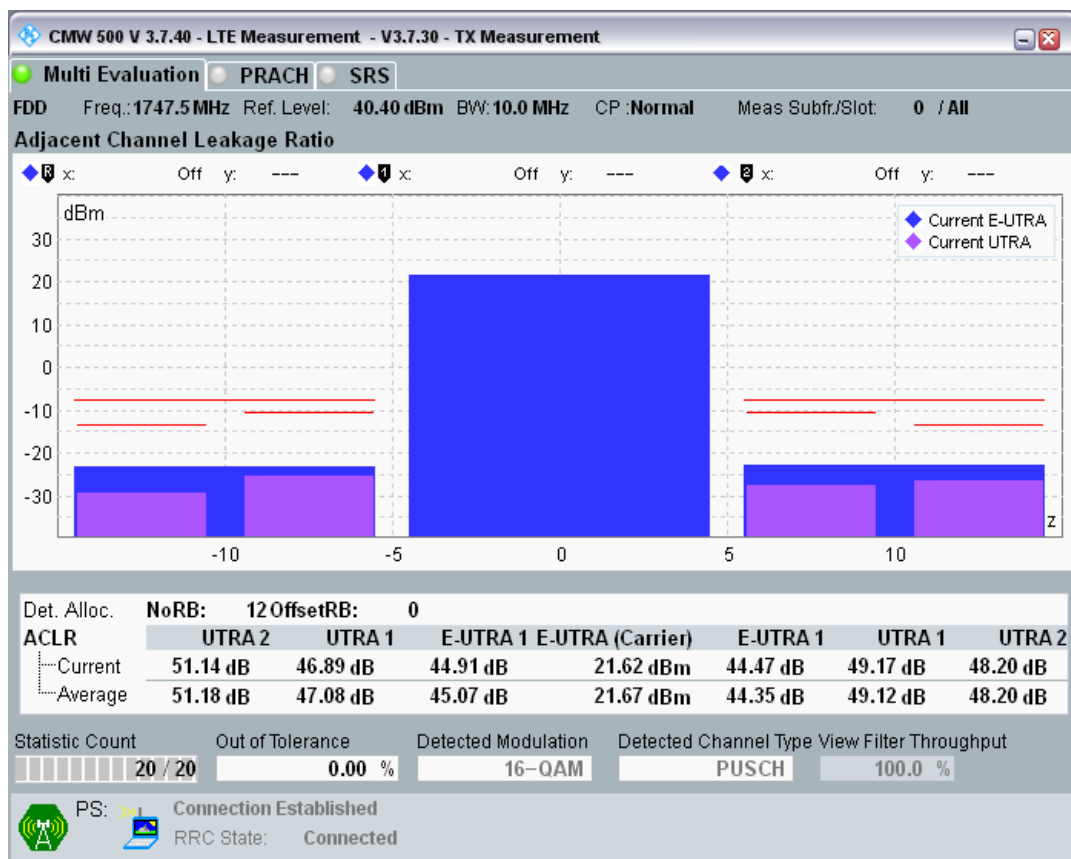 CMW 500 V 3.7.40 - LTE Measurement - V3.7.30 - TX Measurement
Multi Evaluation PRACH SRS
FDD Freq.: 1747.5 MHz Ref. Level: 40.40 dBm BW: 10.0 MHz CP :Normal Meas Subfr./Slot: 0 / All
Adjacent Channel Leakage Ratio
R x: Off y: --- 1 x: Off y: --- 2 x: Off y: ---
dBm
Current E-UTRA
Current UTRA
30
20
10
0
-10
-20
-30
z
-10 -5 0 5 10
Det. Alloc. NoRB: 12 OffsetRB: 0
ACLR UTRA 2 UTRA 1 E-UTRA 1 E-UTRA (Carrier) E-UTRA 1 UTRA 1 UTRA 2
Current 51.14 dB 46.89 dB 44.91 dB 21.62 dBm 44.47 dB 49.17 dB 48.20 dB
Average 51.18 dB 47.08 dB 45.07 dB 21.67 dBm 44.35 dB 49.12 dB 48.20 dB
Statistic Count Out of Tolerance Detected Modulation Detected Channel Type View Filter Throughput
20 / 20 0.00 % 16-QAM PUSCH 100.0 %
PS: Connection Established
RRC State: Connected